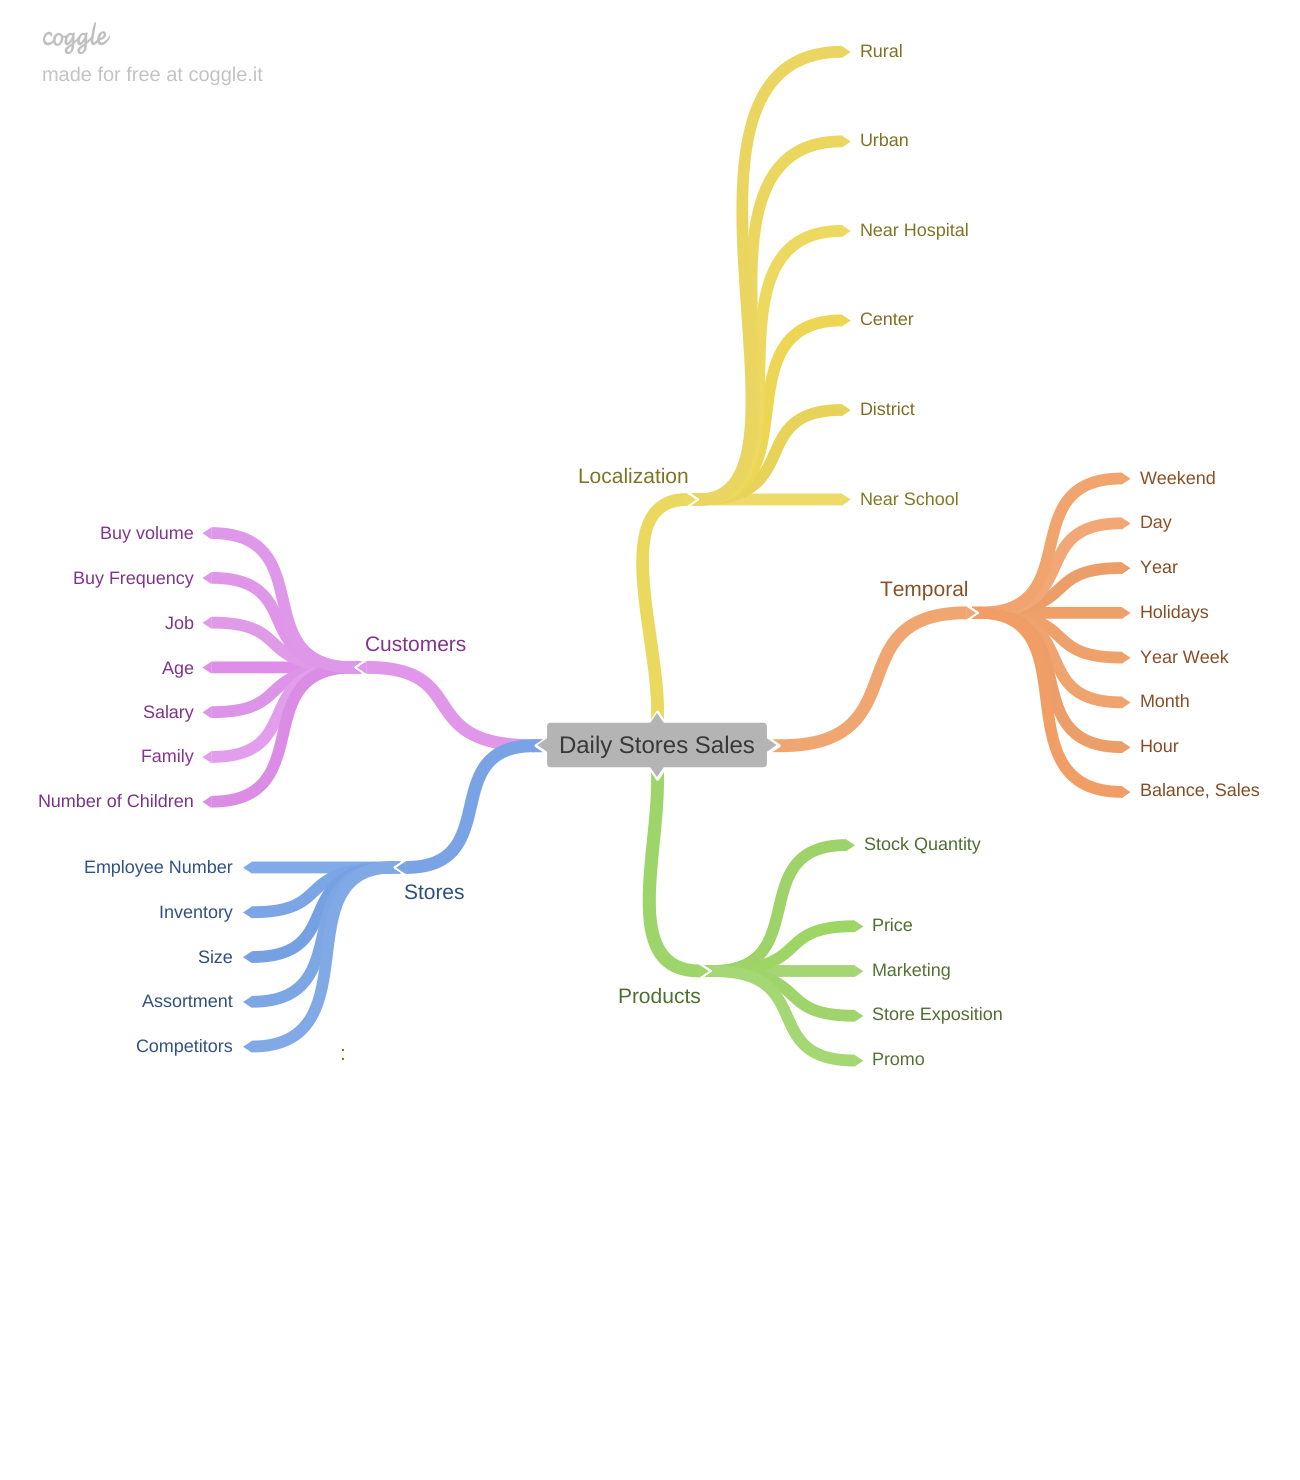 coggle
made for free at coggle.it
Rural
Urban
Near Hospital
Center
District
Localization
Near School
Weekend
Day
Year
Temporal
Holidays
Year Week
Month
Hour
Balance, Sales
Buy volume
Buy Frequency
Job
Customers
Age
Salary
Family
Number of Children
Daily Stores Sales
Employee Number
Stores
Inventory
Size
Assortment
Competitors
:
Stock Quantity
Price
Marketing
Products
Store Exposition
Promo